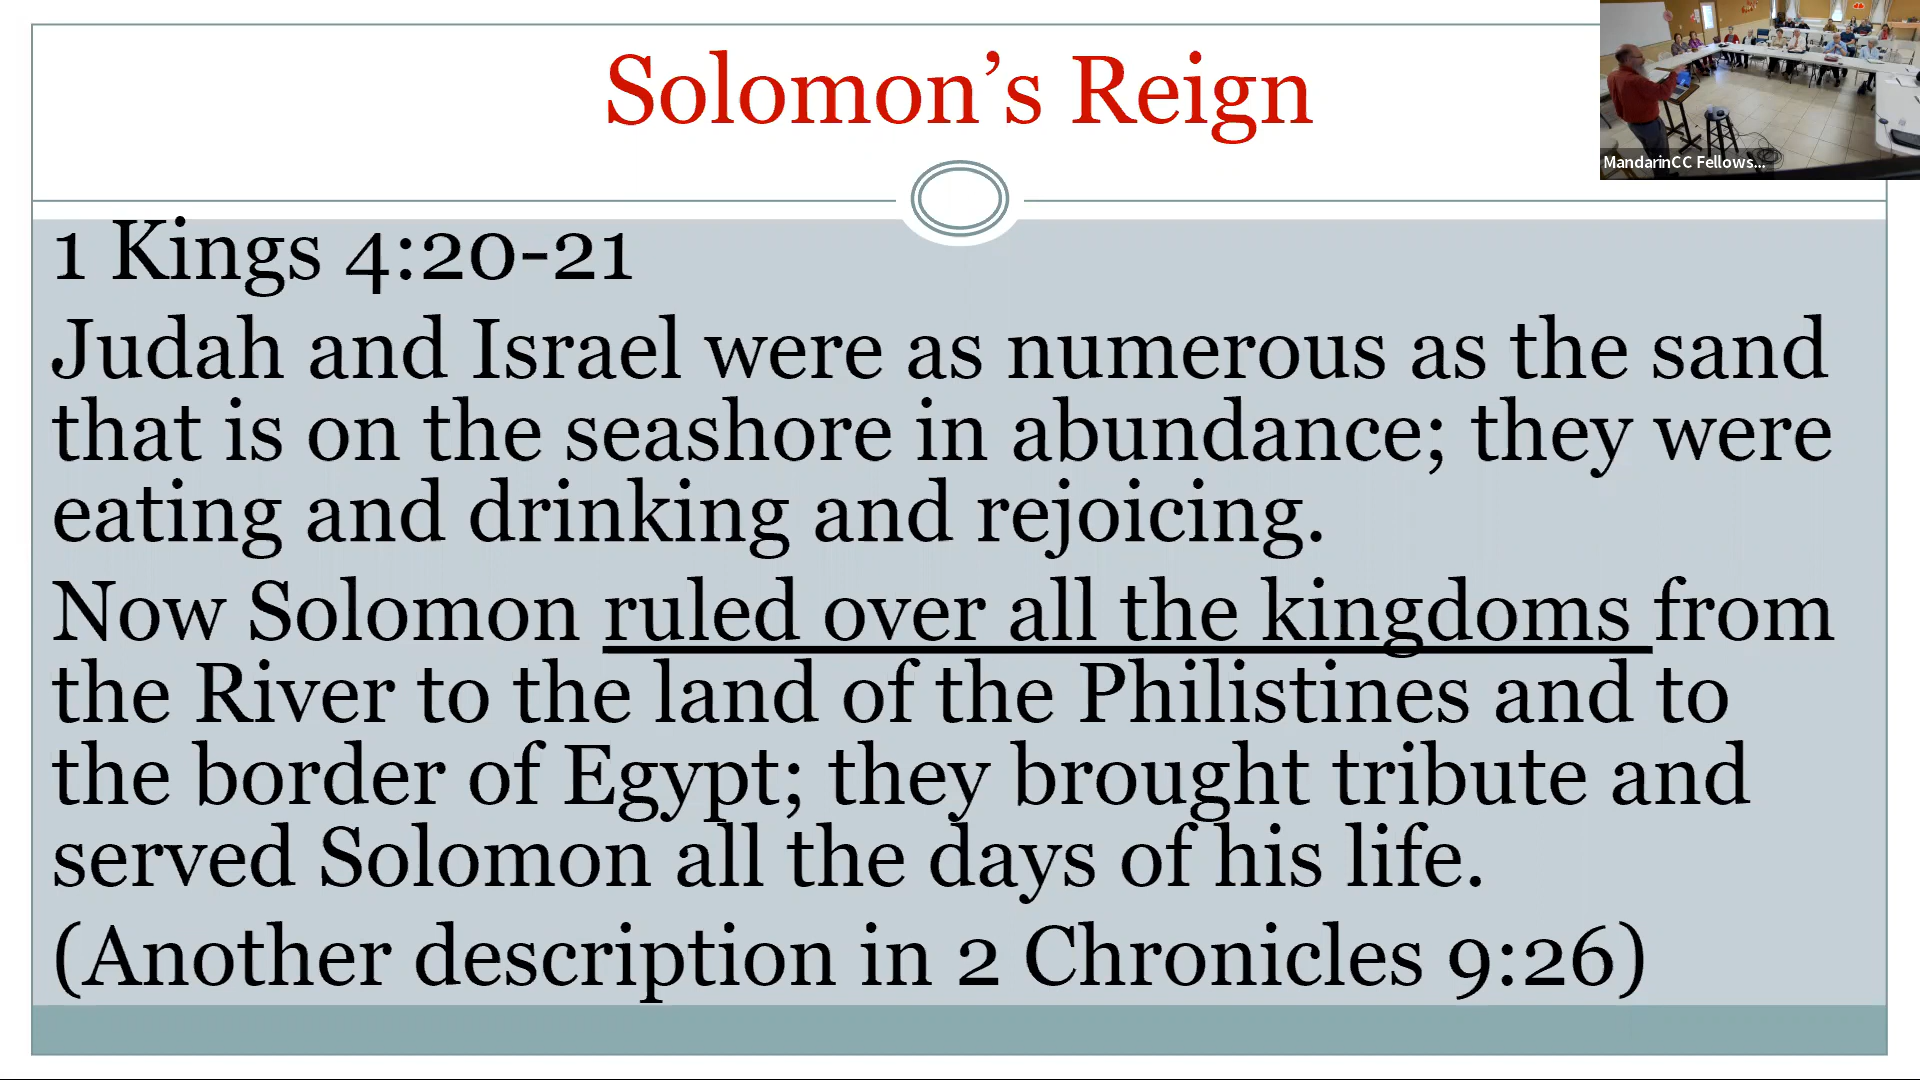 Solomon’s Reign
MandarinCC Fellows...
1 Kings 4:20-21
Judah and Israel were as numerous as the sand
that is on the seashore in abundance; they were
eating and drinking and rejoicing.
Now Solomon ruled over all the kingdoms from
the River to the land of the Philistines and to
the border of Egypt; they brought tribute and
served Solomon all the days of his life.
(Another description in 2 Chronicles 9:26)